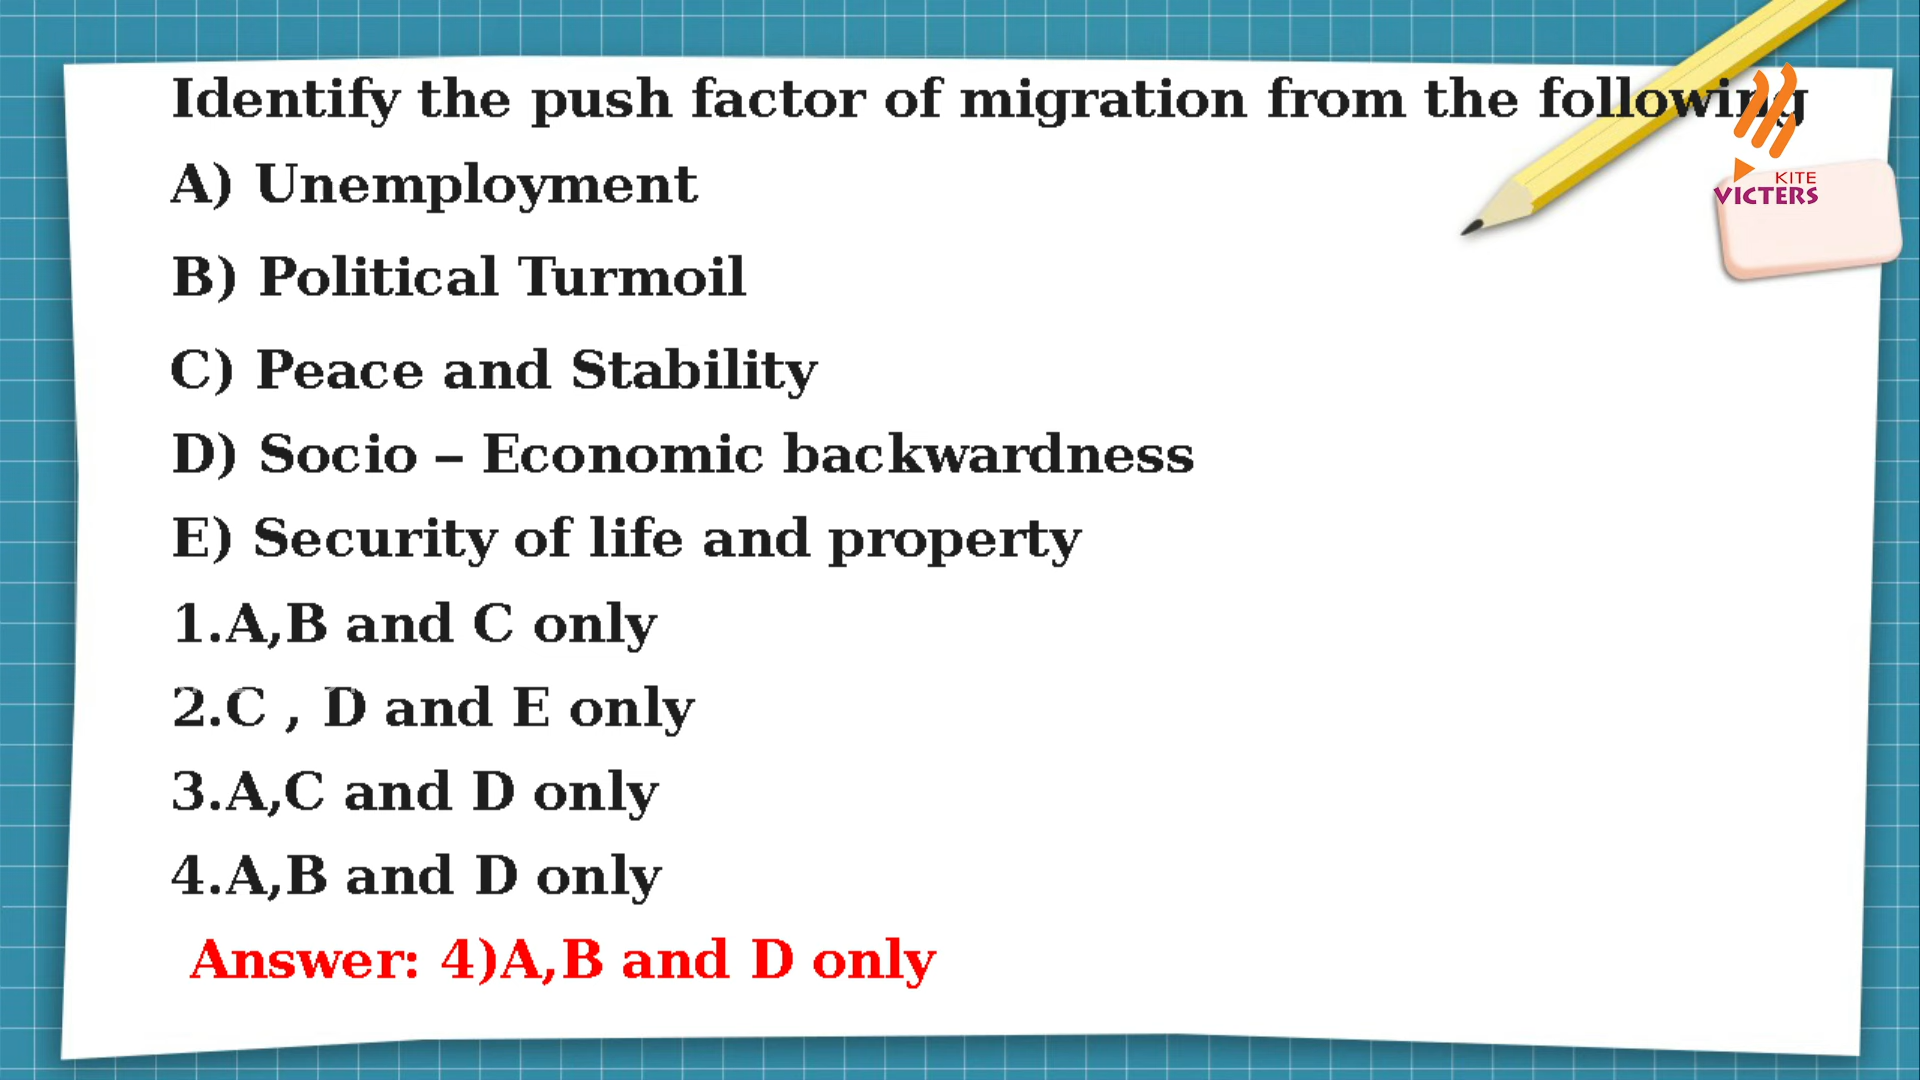 Identify the push factor of migration from the following
A) Unemployment
B) Political Turmoil
C) Peace and Stability
D) Socio – Economic backwardness
E) Security of life and property
1.A,B and C only
2.C , D and E only
3.A,C and D only
4.A,B and D only
Answer: 4)A,B and D only
KITE
VICTERS